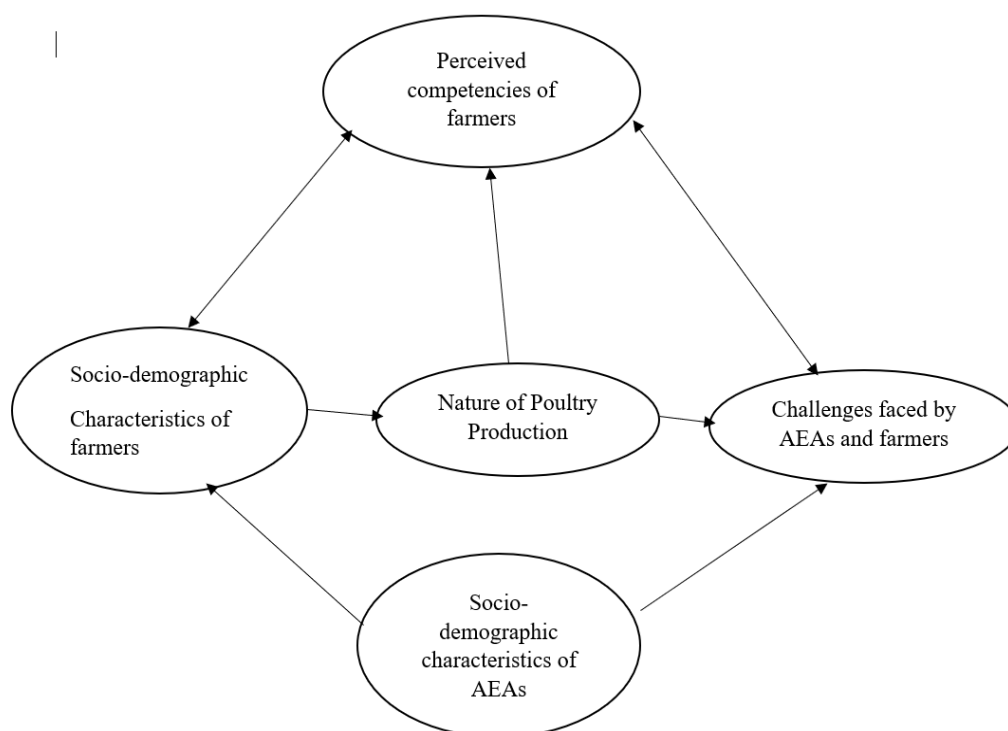 Perceived
competencies of
farmers
Socio-demographic
Characteristics of
farmers
Nature of Poultry
Production
Challenges faced by
AEAs and farmers
Socio-
demographic
characteristics of
AEAs